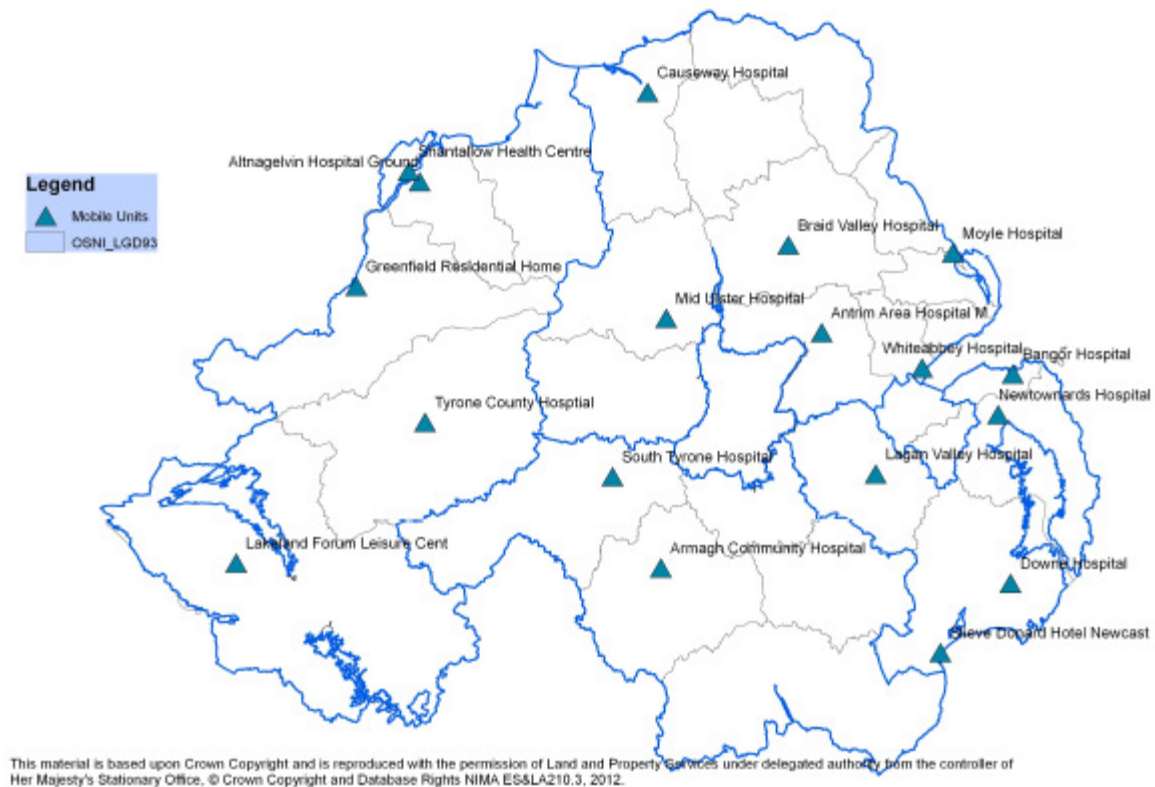 Causeway Hospital
Shantallow Health Centre
Altnagelvin Hospital Ground
Legend
Mobile Units
OSNI_LGD93
Braid Valley Hospital
Moyle Hospital
Greenfield Residential Home
Mid Ulster Hospital
Antrim Area Hospital M
Whiteabbey Hospital
Bangor Hospital
Newtownards Hospital
Tyrone County Hosptial
South Tyrone Hospital
Lagan Valley Hospital
Lakeland Forum Leisure Cent
Armagh Community Hospital
Downe Hospital
Slieve Donard Hotel Newcast
This material is based upon Crown Copyright and is reproduced with the permission of Land and Property Services under delegated authority from the controller of
Her Majesty's Stationary Office, © Crown Copyright and Database Rights NIMA ES&LA210.3, 2012.